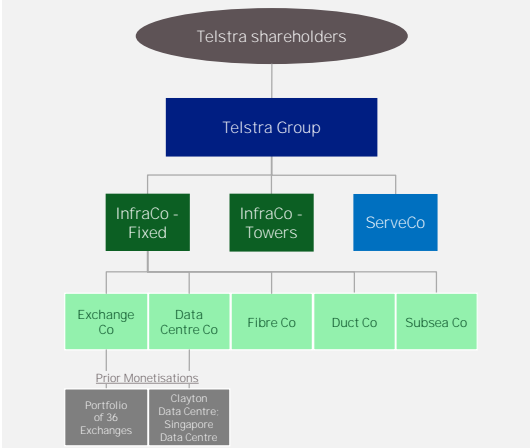 Telstra shareholders
Telstra Group
InfraCo -
Fixed
InfraCo -
Towers
ServeCo
Exchange
Co
Data
Centre Co
Fibre Co
Duct Co
Subsea Co
Prior Monetisations
Portfolio
of 36
Exchanges
Clayton
Data Centre;
Singapore
Data Centre